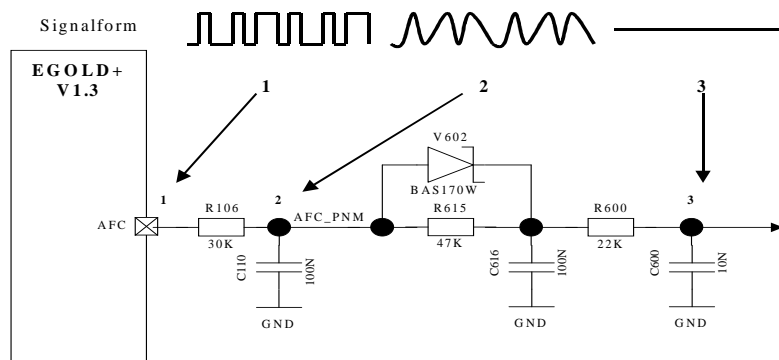 Signalform
EGOLD+
V1.3
1
2
3
V602
BAS170W
AFC
1
R106
30K
2
AFC_PNM
R615
47K
R600
22K
3
C110
100N
C616
100N
C600
10N
GND
GND
GND